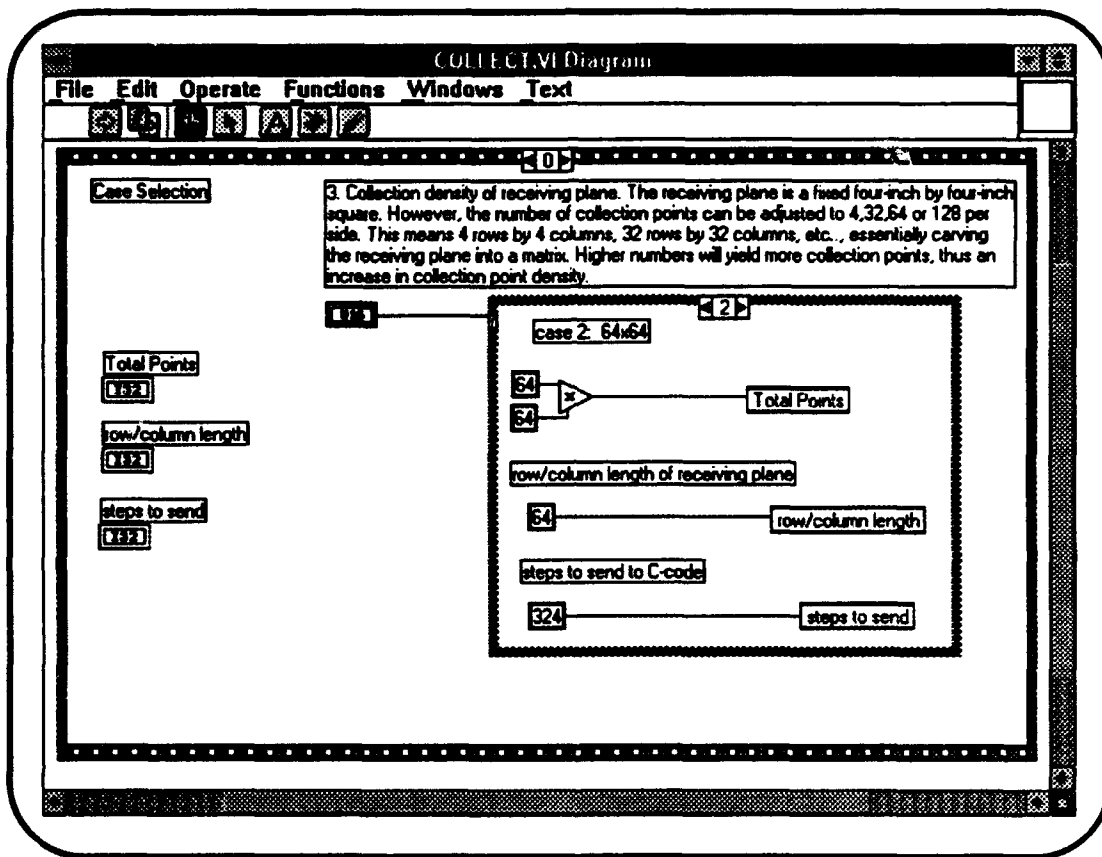 COLLECT.VI Diagram
File Edit Operate Functions Windows Text
0
Case Selection
3. Collection density of receiving plane. The receiving plane is a fixed four-inch by four-inch
square. However, the number of collection points can be adjusted to 4,32,64 or 128 per
side. This means 4 rows by 4 columns, 32 rows by 32 columns, etc.., essentially carving
the receiving plane into a matrix. Higher numbers will yield more collection points, thus an
increase in collection point density.
2
case 2: 64x64
Total Points
I32
64
x
64
Total Points
row/column length
I32
row/column length of receiving plane
64
row/column length
steps to send
I32
steps to send to C-code
324
steps to send